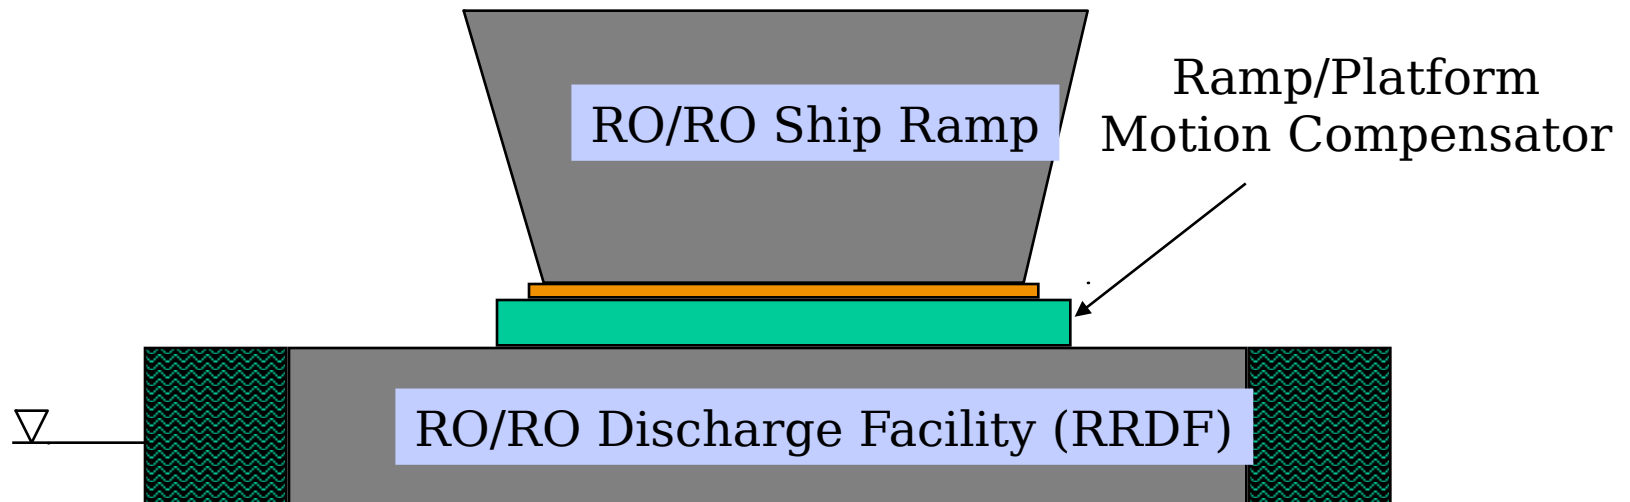 RO/RO Ship Ramp
Ramp/Platform
Motion Compensator
RO/RO Discharge Facility (RRDF)